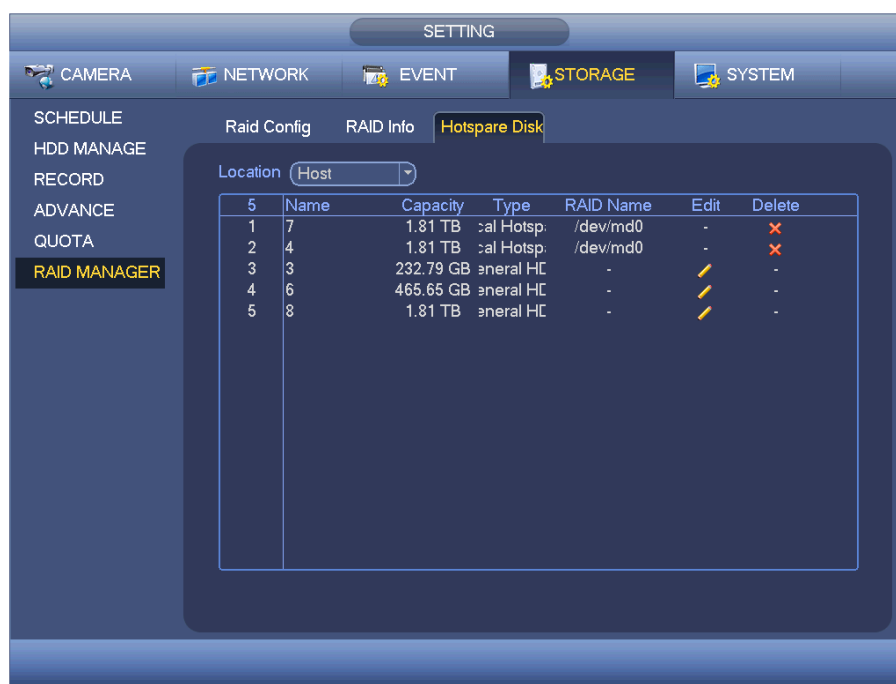 SETTING
CAMERA NETWORK EVENT STORAGE SYSTEM
SCHEDULE
HDD MANAGE
RECORD
ADVANCE
QUOTA
RAID MANAGER
Raid Config RAID Info Hotspare Disk
Location Host
5 Name Capacity Type RAID Name Edit Delete
1 7 1.81 TB cal Hotsp /dev/md0 -
2 4 1.81 TB cal Hotsp /dev/md0 -
3 3 232.79 GB eneral HD - -
4 6 465.65 GB eneral HD - -
5 8 1.81 TB eneral HD - -